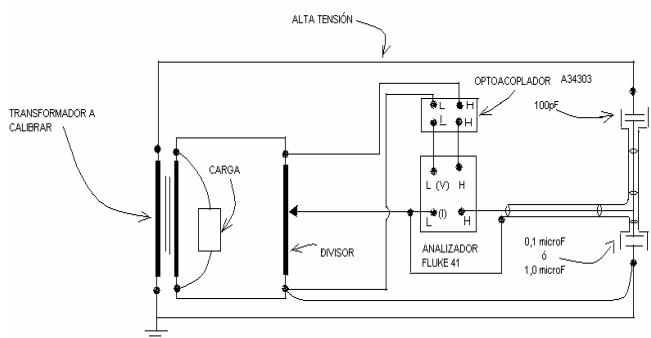 ALTA TENSIÓN
OPTOACOPLADOR A34303
100pF
L H
L H
TRANSFORMADOR A
CALIBRAR
CARGA
L (V) H
(I)
L H
DIVISOR
ANALIZADOR
FLUKE 41
0,1 microF
ó
1,0 microF